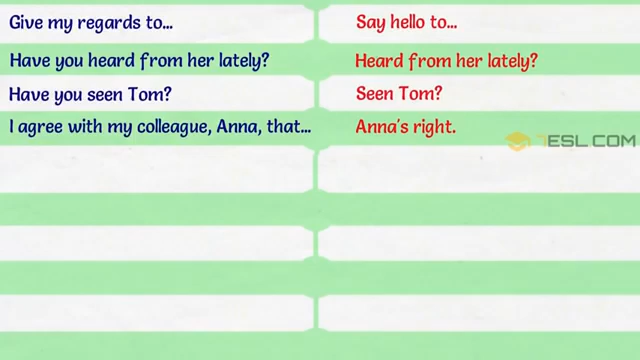 Give my regards to... Say hello to...
Have you heard from her lately? Heard from her lately?
Have you seen Tom? Seen Tom?
I agree with my colleague, Anna, that... Anna's right.
7ESL.COM